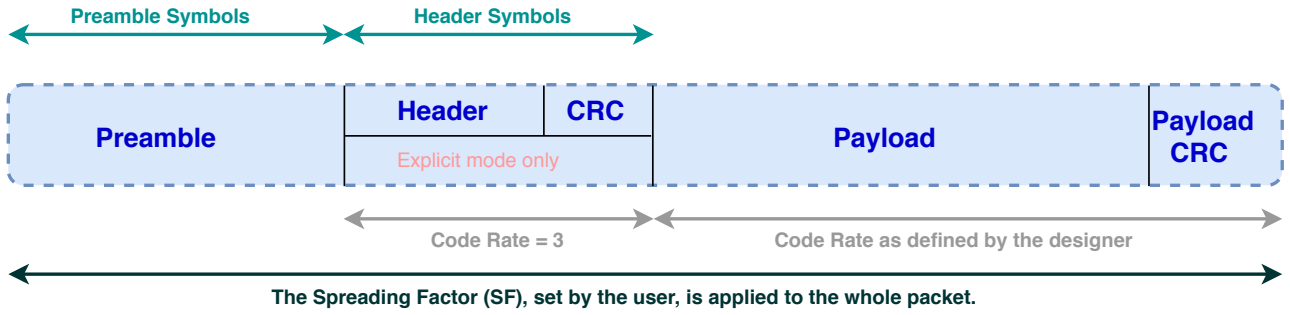 Preamble Symbols
Header Symbols
Preamble
Header
CRC
Explicit mode only
Payload
Payload
CRC
Code Rate = 3
Code Rate as defined by the designer
The Spreading Factor (SF), set by the user, is applied to the whole packet.